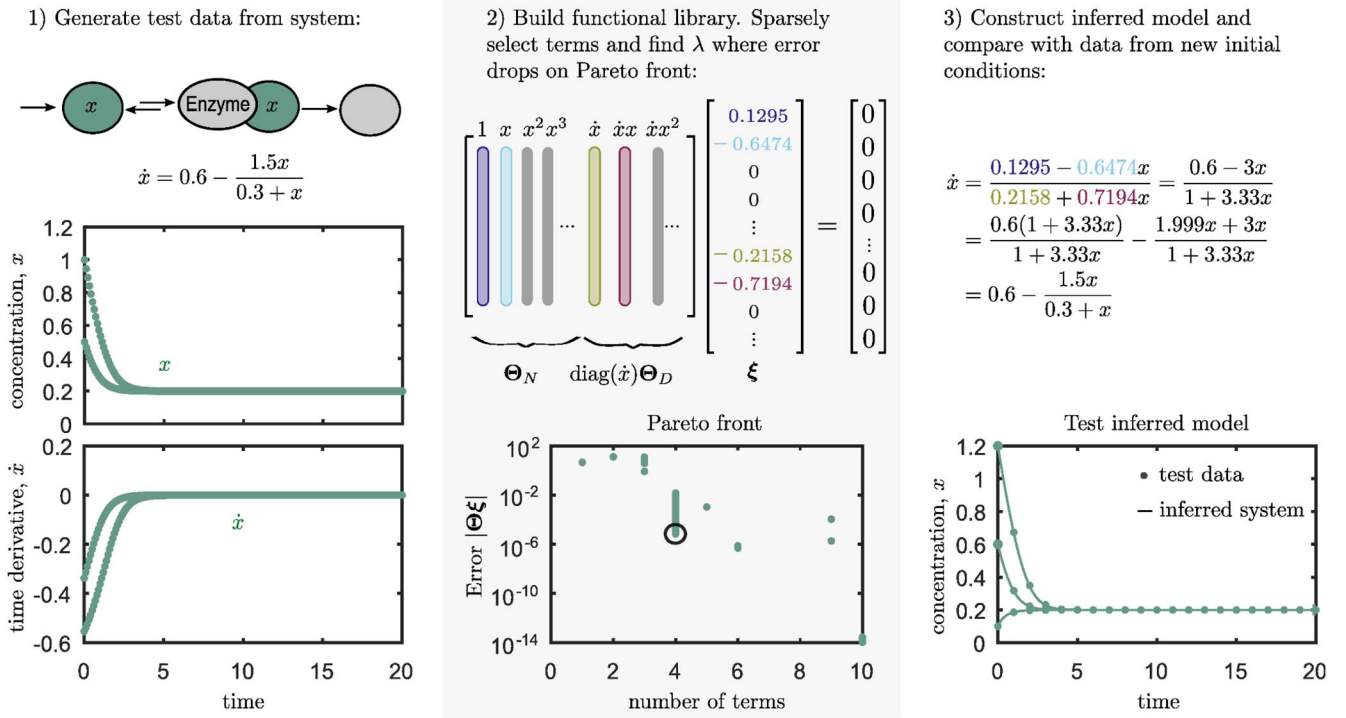 1) Generate test data from system:
x
Enzyme
x
ẋ = 0.6 − 1.5x / (0.3 + x)
1.2
1
0.8
0.6
0.4
0.2
0
concentration, x
x
0.2
0
-0.2
-0.4
-0.6
time derivative, ẋ
ẋ
0 5 10 15 20
time
2) Build functional library. Sparsely
select terms and find λ where error
drops on Pareto front:
1 x x² x³ ẋ ẋx ẋx²
... ...
0.1295
−0.6474
0
0
⋮
−0.2158
−0.7194
0
⋮
=
0
0
0
0
⋮
0
0
0
Θ_N diag(ẋ)Θ_D ξ
Pareto front
10²
10⁻²
10⁻⁶
10⁻¹⁰
10⁻¹⁴
Error |Θξ|
0 2 4 6 8 10
number of terms
3) Construct inferred model and
compare with data from new initial
conditions:
ẋ = (0.1295 − 0.6474x) / (0.2158 + 0.7194x) = (0.6 − 3x) / (1 + 3.33x)
= 0.6(1 + 3.33x) / (1 + 3.33x) − (1.999x + 3x) / (1 + 3.33x)
= 0.6 − 1.5x / (0.3 + x)
Test inferred model
1.2
1
0.8
0.6
0.4
0.2
0
concentration, x
test data
inferred system
0 5 10 15 20
time